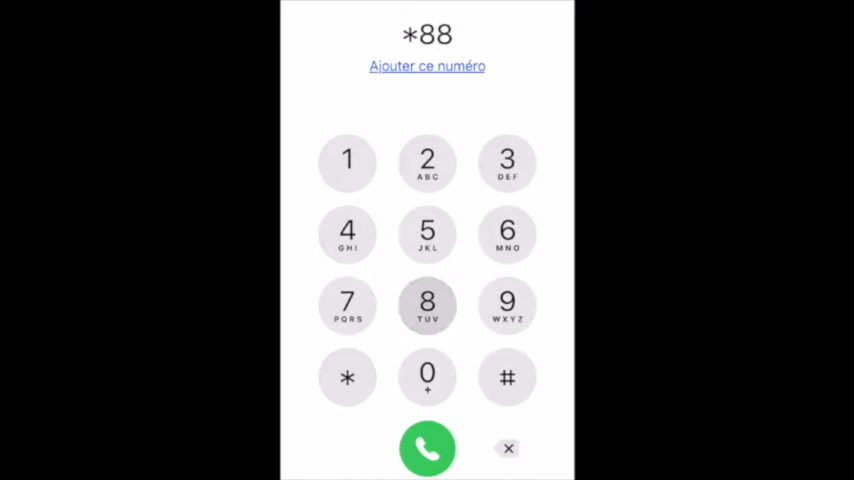 *88
Ajouter ce numéro
1 2 3
ABC DEF
4 5 6
GHI JKL MNO
7 8 9
PQRS TUV WXYZ
* 0 #
+